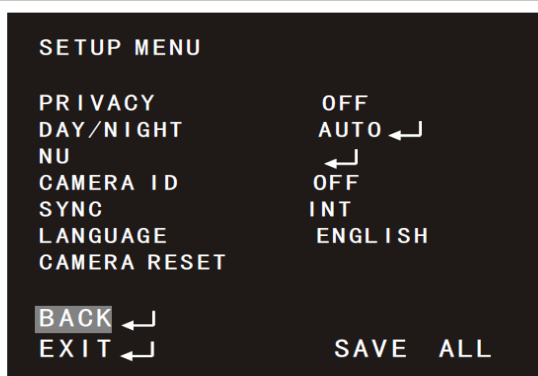 SETUP MENU
PRIVACY OFF
DAY/NIGHT AUTO ↵
NU ↵
CAMERA ID OFF
SYNC INT
LANGUAGE ENGLISH
CAMERA RESET
BACK ↵
EXIT ↵ SAVE ALL